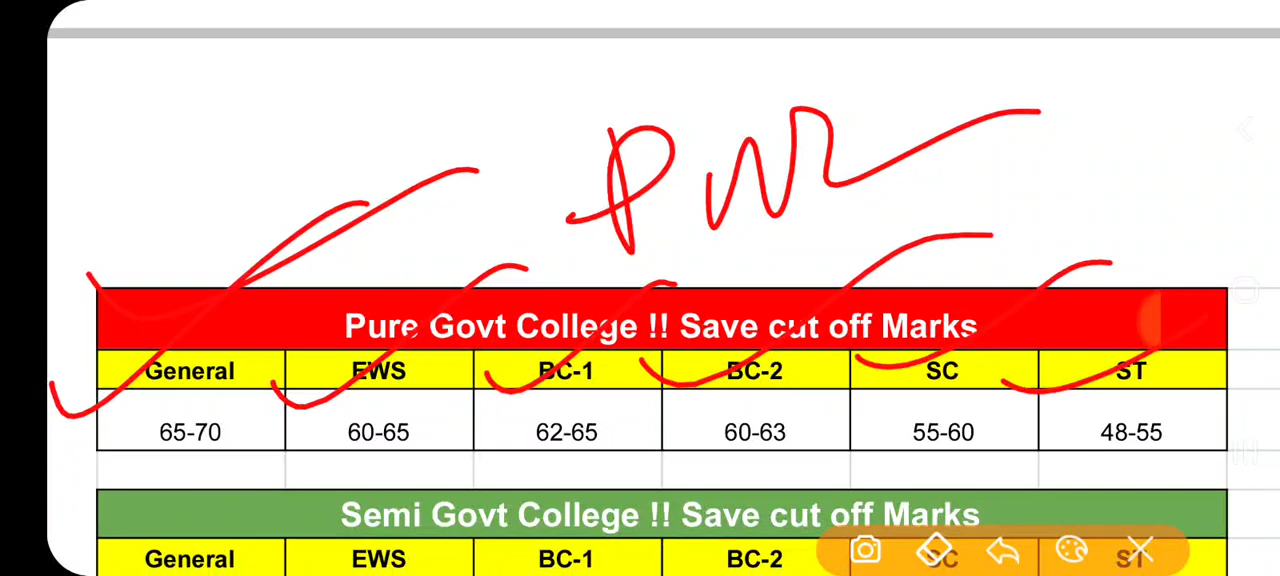 Pure Govt College !! Save cut off Marks
General EWS BC-1 BC-2 SC ST
65-70 60-65 62-65 60-63 55-60 48-55
Semi Govt College !! Save cut off Marks
General EWS BC-1 BC-2 SC ST